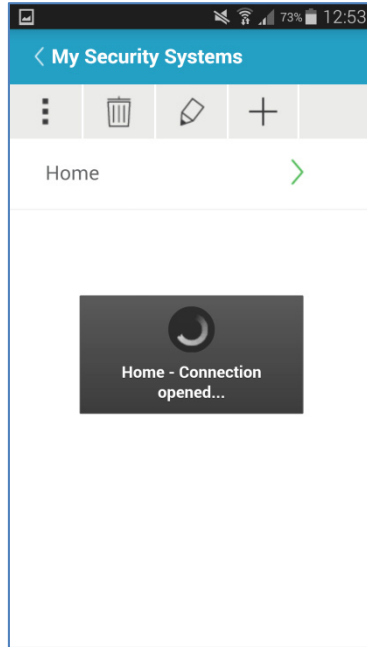 73% 12:53
My Security Systems
Home
Home - Connection
opened...